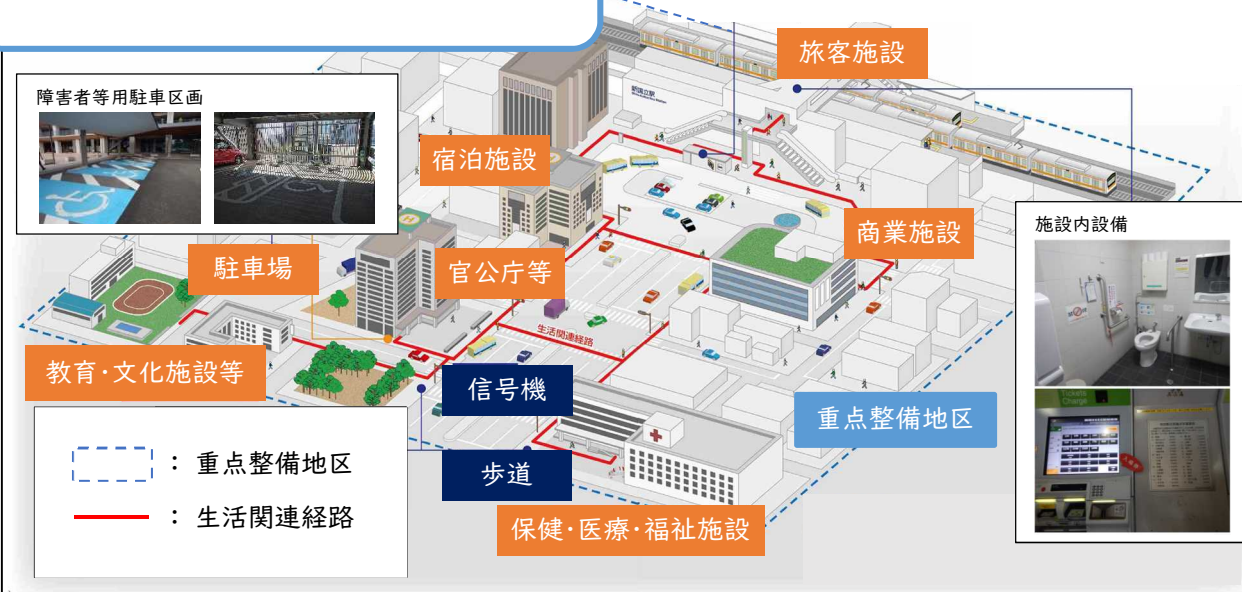 旅客施設
障害者等用駐車区画
宿泊施設
商業施設
施設内設備
駐車場
官公庁等
生活関連経路
教育・文化施設等
信号機
重点整備地区
Tickets
Charge
歩道
: 重点整備地区
: 生活関連経路
保健・医療・福祉施設